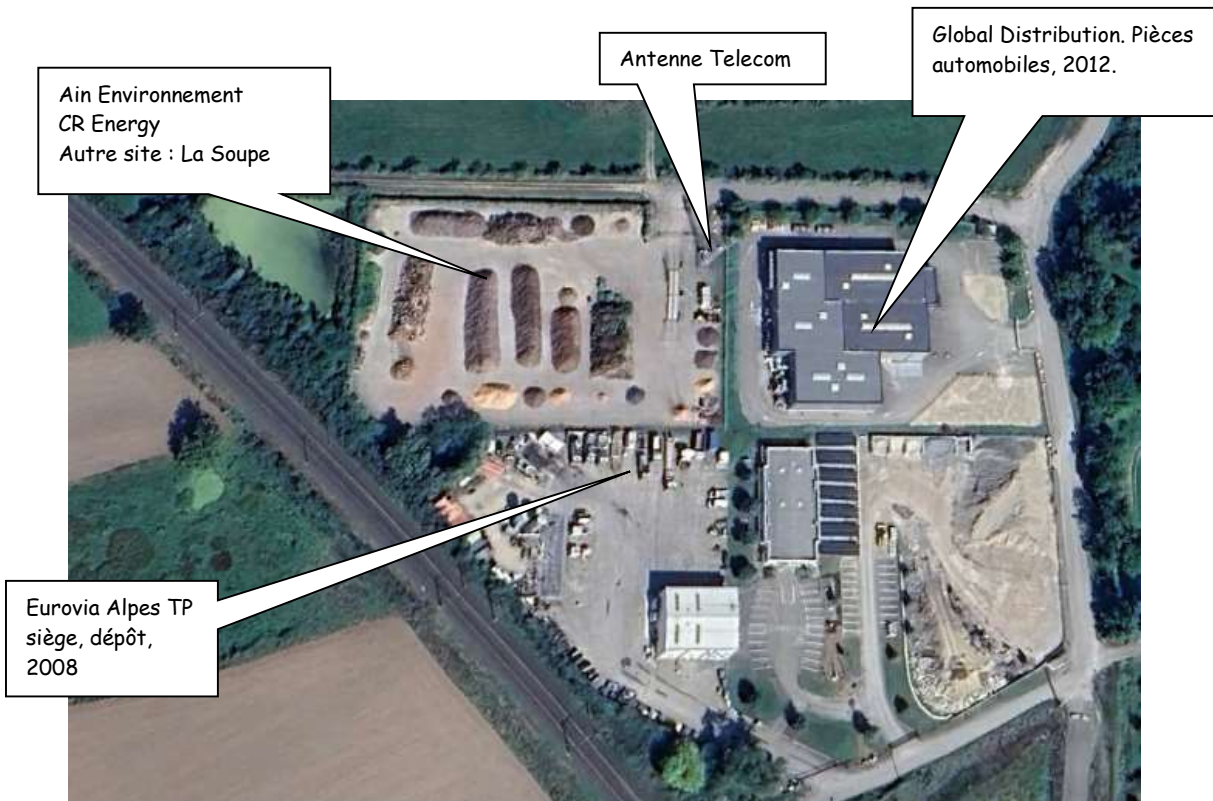 Global Distribution. Pièces
automobiles, 2012.
Antenne Telecom
Ain Environnement
CR Energy
Autre site : La Soupe
Eurovia Alpes TP
siège, dépôt,
2008